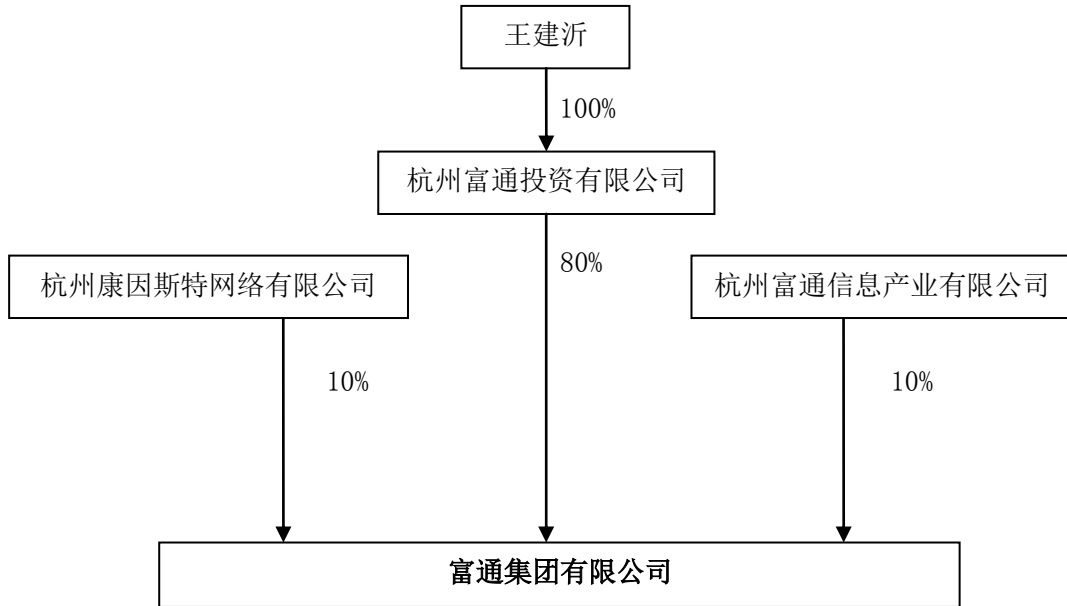 王建沂
100%
杭州富通投资有限公司
80%
杭州康因斯特网络有限公司
杭州富通信息产业有限公司
10%
10%
富通集团有限公司